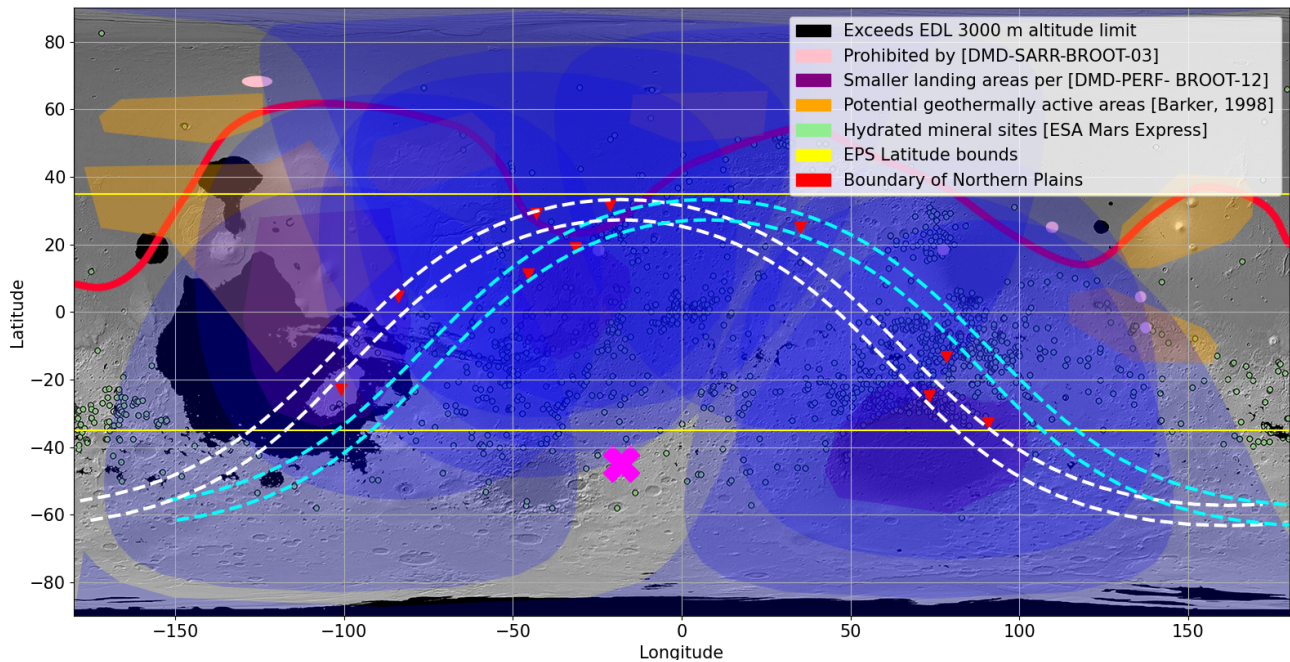 Exceeds EDL 3000 m altitude limit
Prohibited by [DMD-SARR-BROOT-03]
Smaller landing areas per [DMD-PERF- BROOT-12]
Potential geothermally active areas [Barker, 1998]
Hydrated mineral sites [ESA Mars Express]
EPS Latitude bounds
Boundary of Northern Plains
80
60
40
20
0
−20
−40
−60
−80
Latitude
−150
−100
−50
0
50
100
150
Longitude